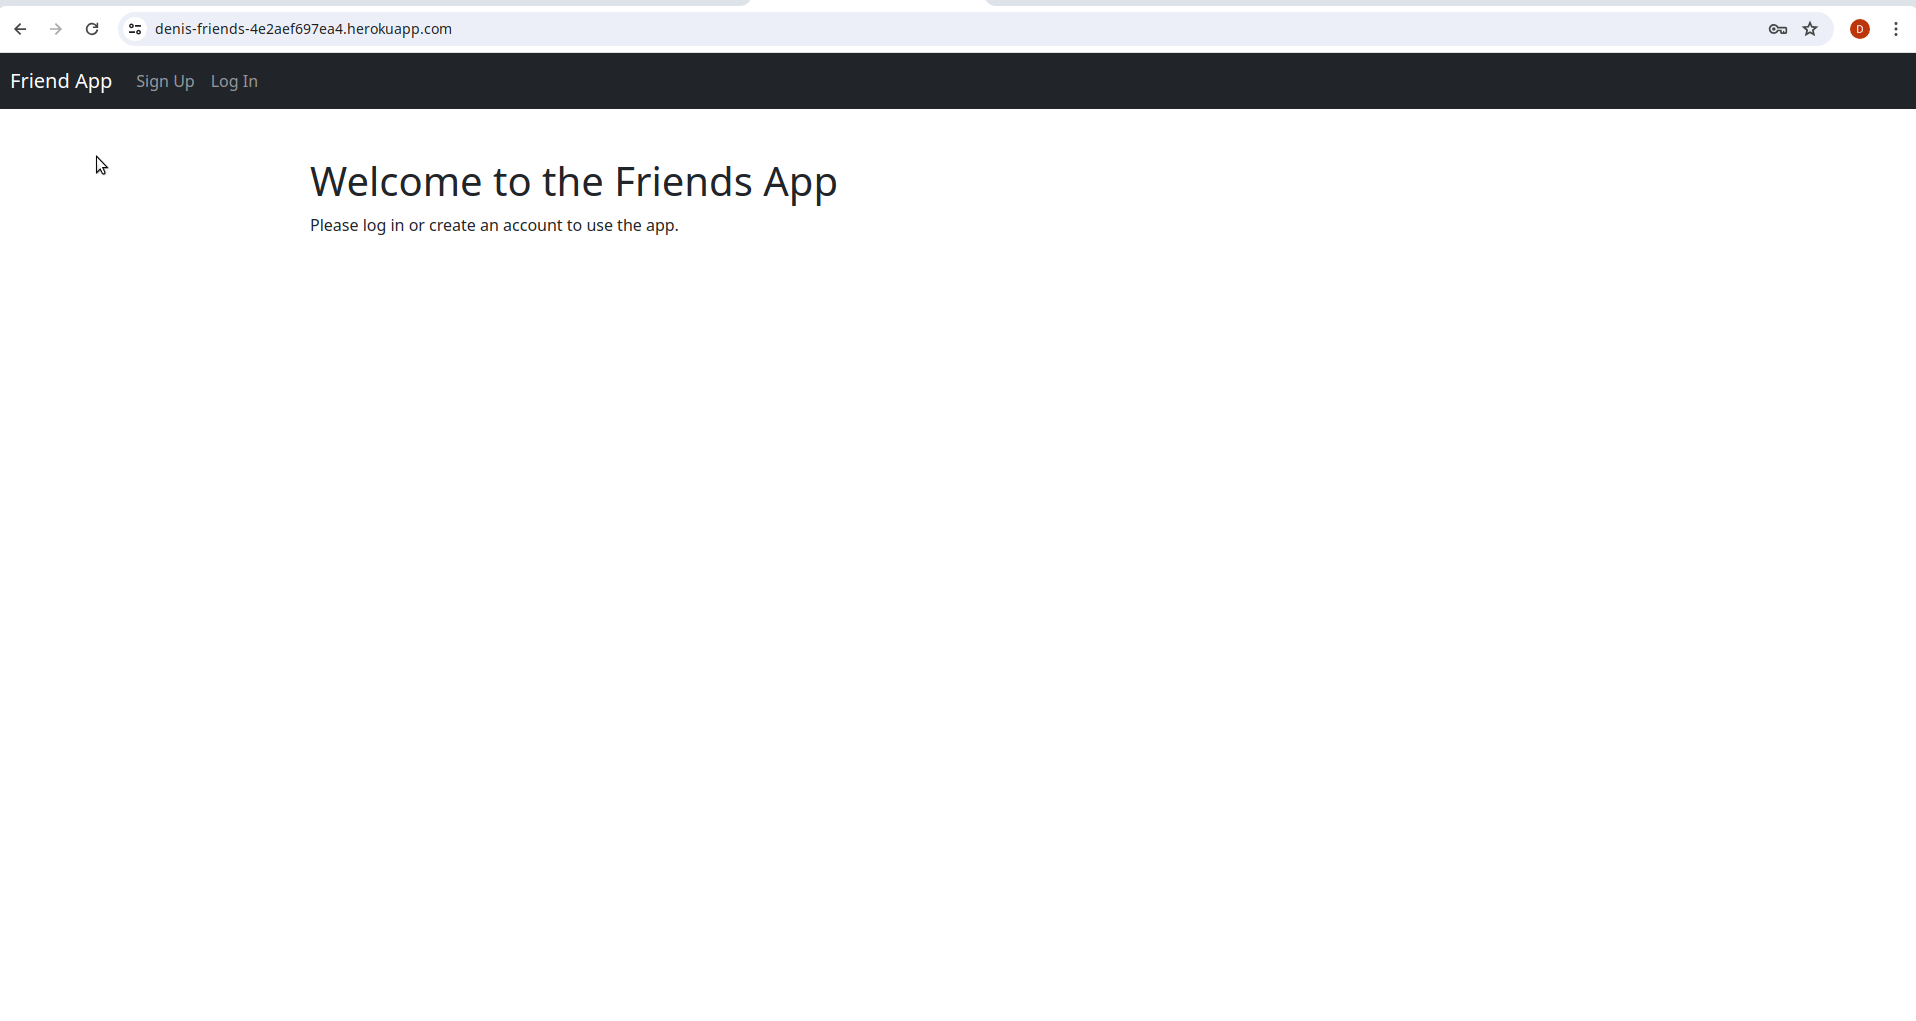 denis-friends-4e2aef697ea4.herokuapp.com
D
Friend App Sign Up Log In
Welcome to the Friends App
Please log in or create an account to use the app.